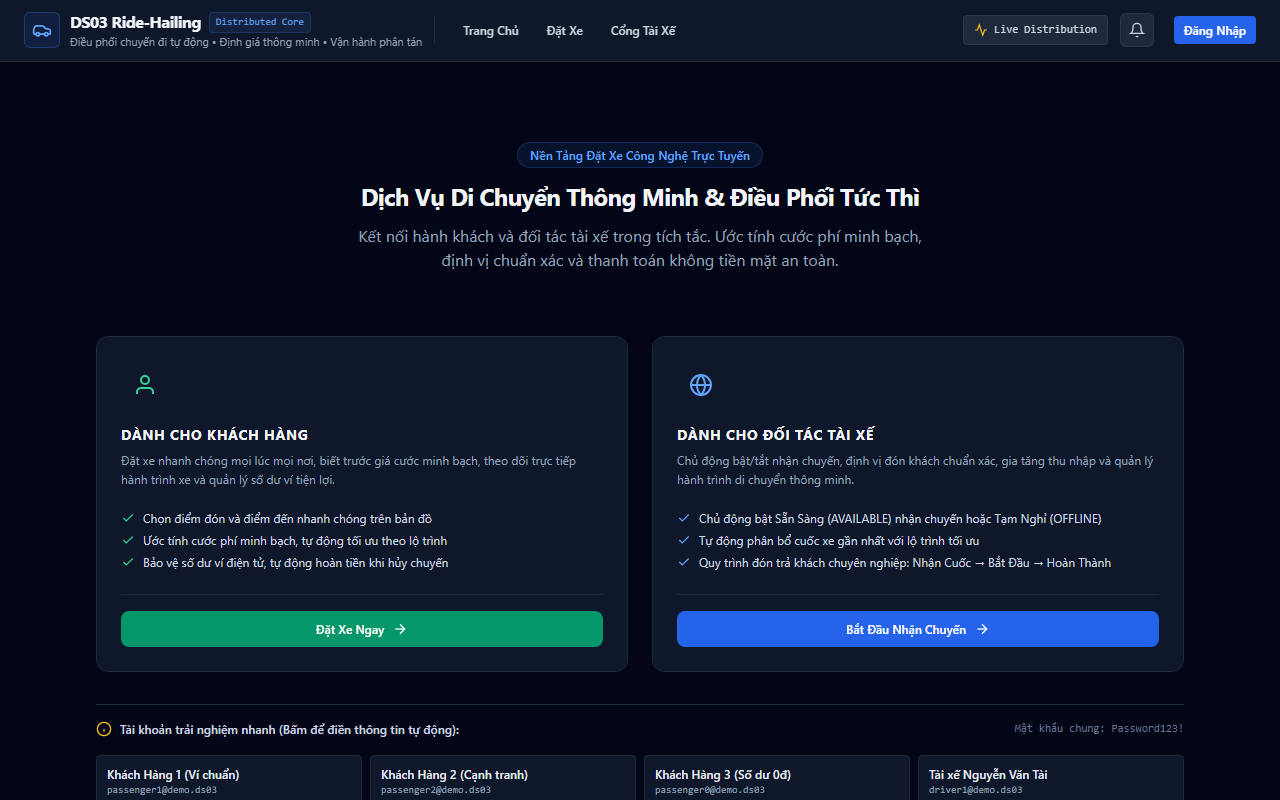 DS03 Ride-Hailing Distributed Core
Điều phối chuyến đi tự động • Định giá thông minh • Vận hành phân tán
Trang Chủ Đặt Xe Cổng Tài Xế
Live Distribution
Đăng Nhập
Nền Tảng Đặt Xe Công Nghệ Trực Tuyến
Dịch Vụ Di Chuyển Thông Minh & Điều Phối Tức Thì
Kết nối hành khách và đối tác tài xế trong tích tắc. Ước tính cước phí minh bạch,
định vị chuẩn xác và thanh toán không tiền mặt an toàn.
DÀNH CHO KHÁCH HÀNG
Đặt xe nhanh chóng mọi lúc mọi nơi, biết trước giá cước minh bạch, theo dõi trực tiếp
hành trình xe và quản lý số dư ví tiện lợi.
Chọn điểm đón và điểm đến nhanh chóng trên bản đồ
Ước tính cước phí minh bạch, tự động tối ưu theo lộ trình
Bảo vệ số dư ví điện tử, tự động hoàn tiền khi hủy chuyến
Đặt Xe Ngay →
DÀNH CHO ĐỐI TÁC TÀI XẾ
Chủ động bật/tắt nhận chuyến, định vị đón khách chuẩn xác, gia tăng thu nhập và quản lý
hành trình di chuyển thông minh.
Chủ động bật Sẵn Sàng (AVAILABLE) nhận chuyến hoặc Tạm Nghỉ (OFFLINE)
Tự động phân bổ cuốc xe gần nhất với lộ trình tối ưu
Quy trình đón trả khách chuyên nghiệp: Nhận Cuốc → Bắt Đầu → Hoàn Thành
Bắt Đầu Nhận Chuyến →
Tài khoản trải nghiệm nhanh (Bấm để điền thông tin tự động):
Mật khẩu chung: Password123!
Khách Hàng 1 (Ví chuẩn)
passenger1@demo.ds03
Khách Hàng 2 (Cạnh tranh)
passenger2@demo.ds03
Khách Hàng 3 (Số dư 0đ)
passenger0@demo.ds03
Tài xế Nguyễn Văn Tài
driver1@demo.ds03